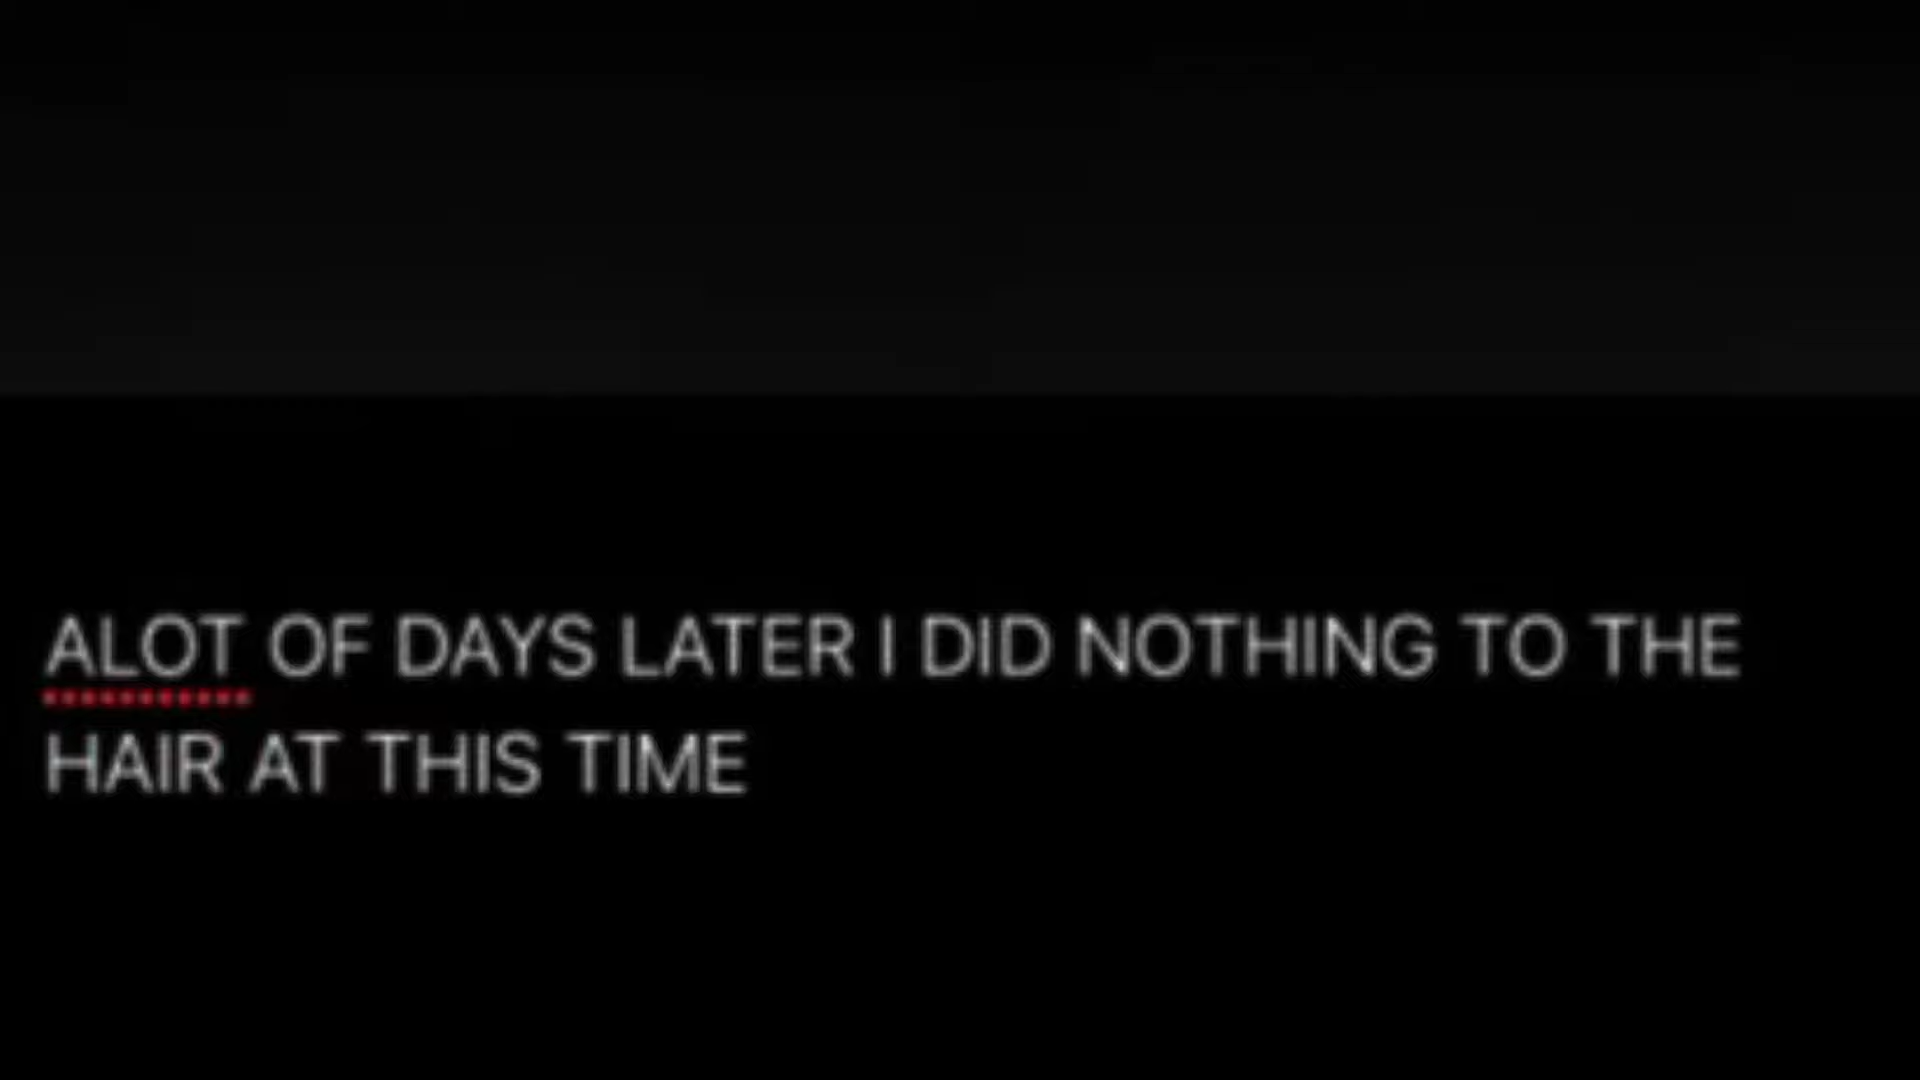 ALOT OF DAYS LATER I DID NOTHING TO THE
HAIR AT THIS TIME